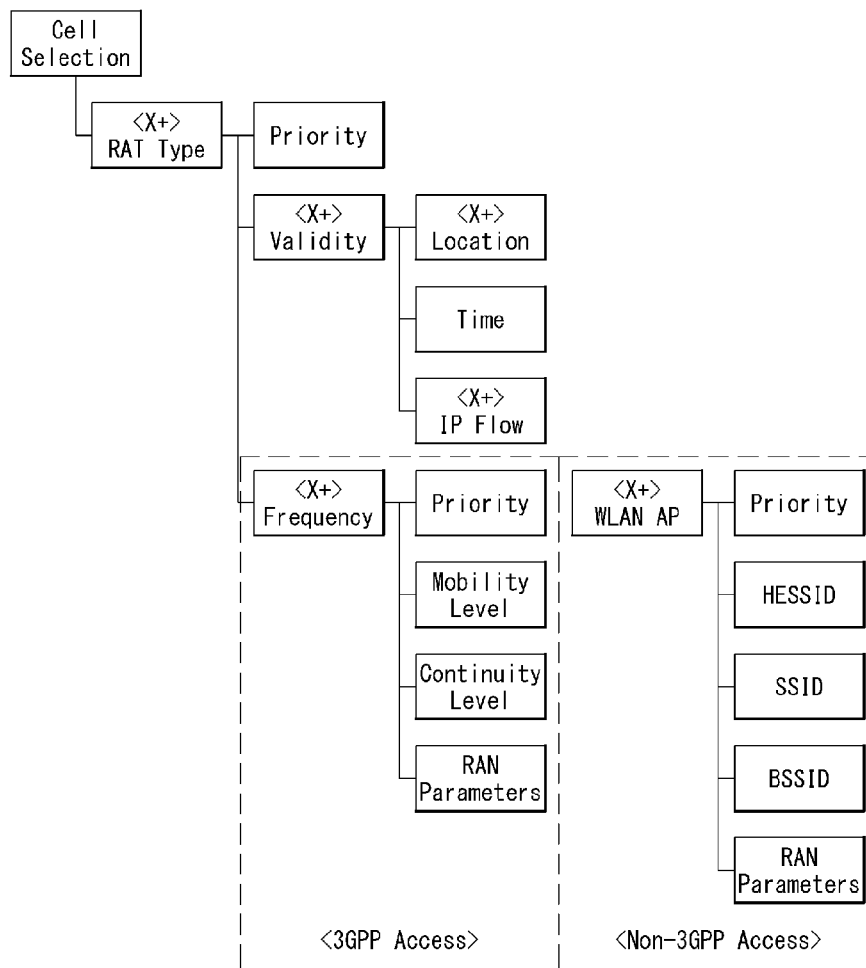 Cell
Selection
<X+>
RAT Type
Priority
<X+>
Validity
<X+>
Location
Time
<X+>
IP Flow
<X+>
Frequency
Priority
<X+>
WLAN AP
Priority
Mobility
Level
HESSID
Continuity
Level
SSID
RAN
Parameters
BSSID
RAN
Parameters
<3GPP Access>
<Non-3GPP Access>